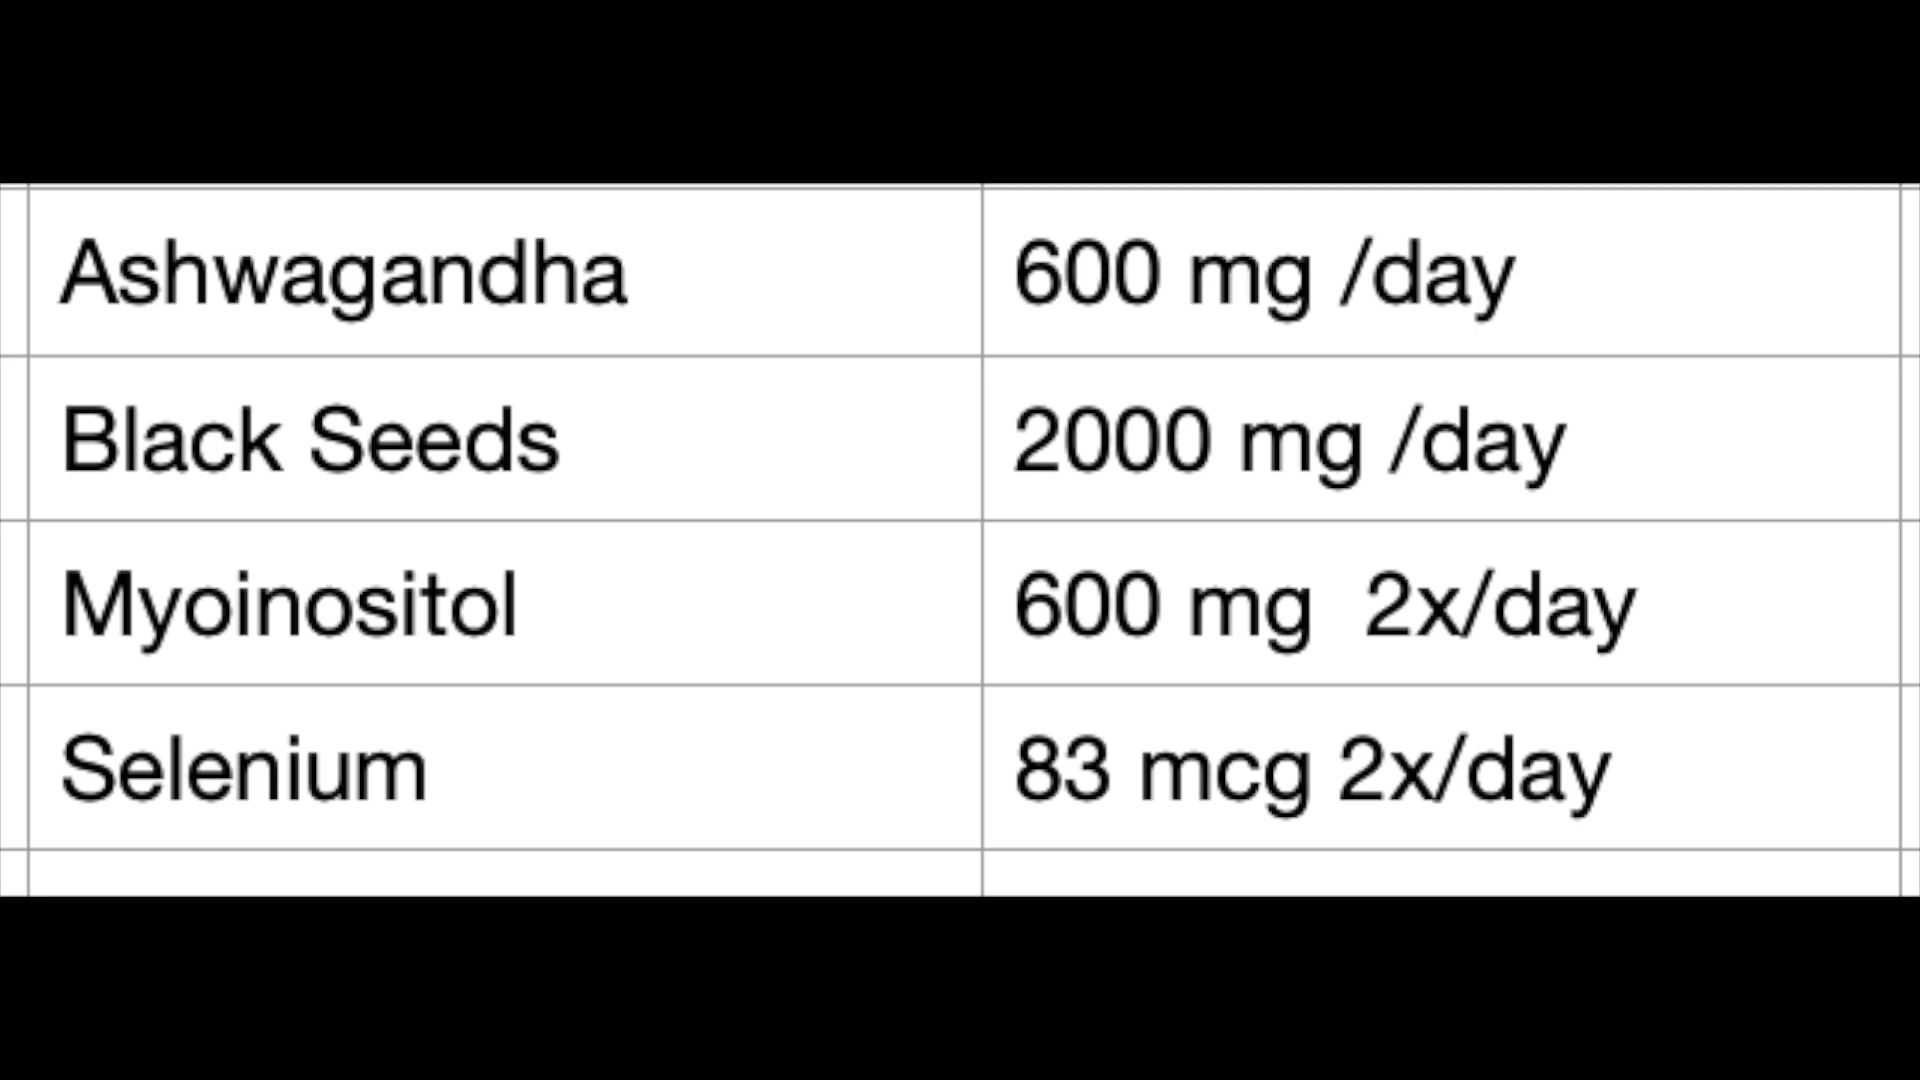 Ashwagandha 600 mg /day
Black Seeds 2000 mg /day
Myoinositol 600 mg  2x/day
Selenium 83 mcg 2x/day